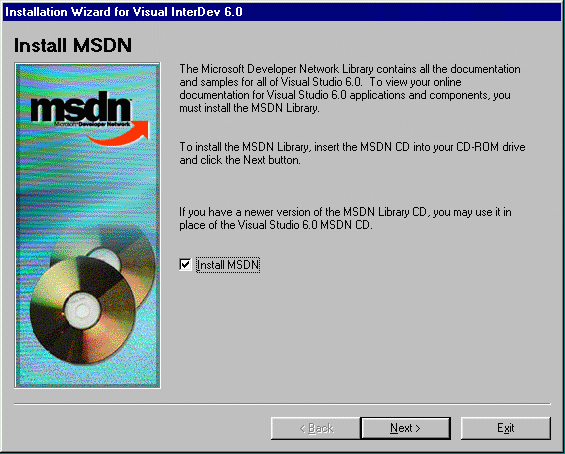 Installation Wizard for Visual InterDev 6.0
Install MSDN
msdn
Microsoft Developer Network
The Microsoft Developer Network Library contains all the documentation
and samples for all of Visual Studio 6.0. To view your online
documentation for Visual Studio 6.0 applications and components, you
must install the MSDN Library.
To install the MSDN Library, insert the MSDN CD into your CD-ROM drive
and click the Next button.
If you have a newer version of the MSDN Library CD, you may use it in
place of the Visual Studio 6.0 MSDN CD.
Install MSDN
< Back
Next >
Exit